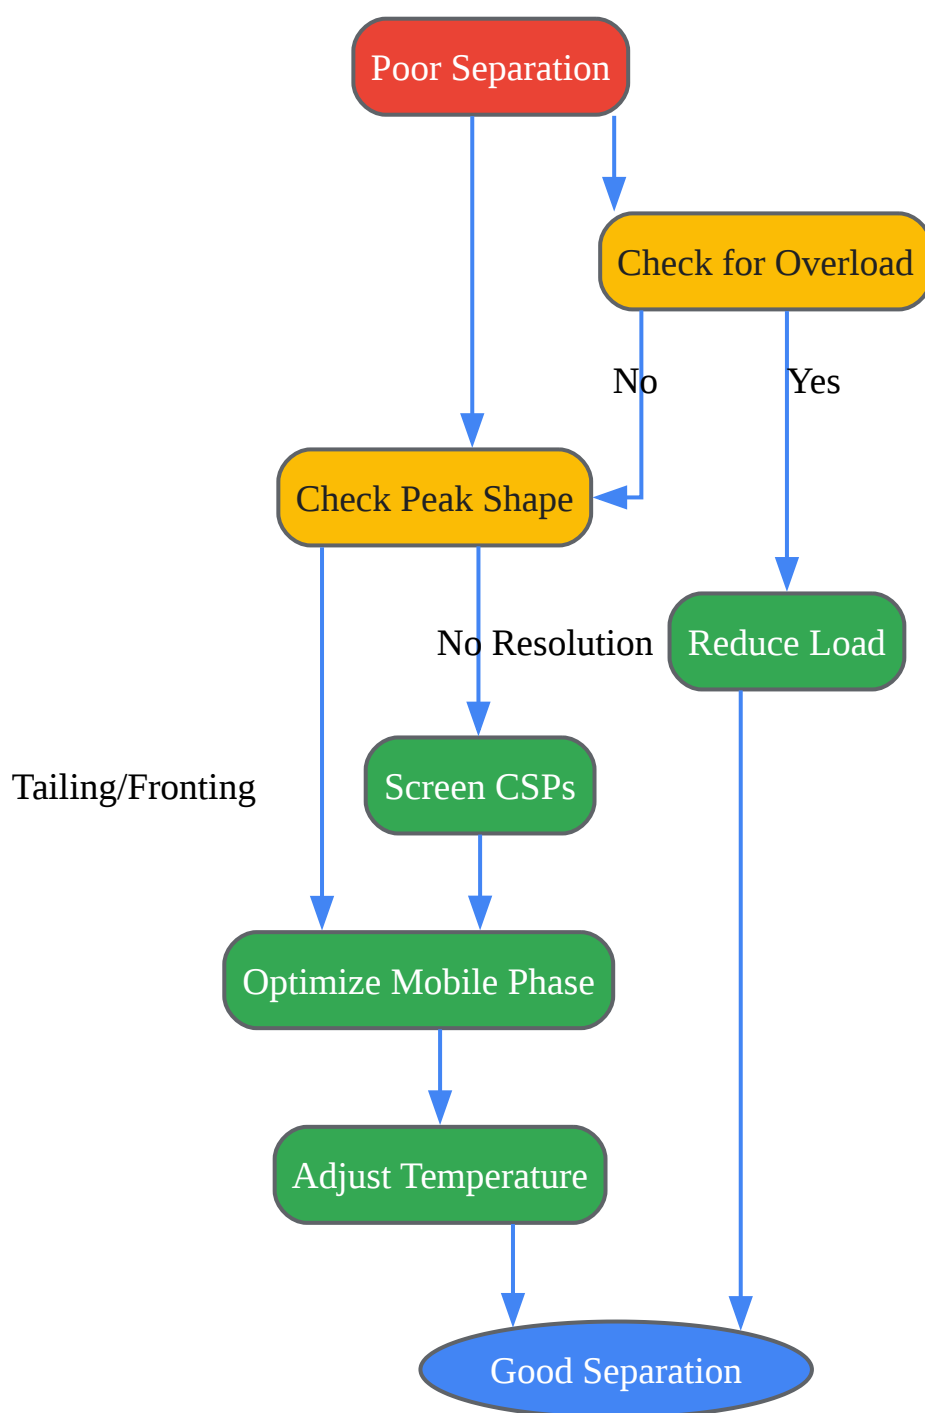 Poor Separation
Check for Overload
No
Yes
Check Peak Shape
No Resolution
Reduce Load
Tailing/Fronting
Screen CSPs
Optimize Mobile Phase
Adjust Temperature
Good Separation